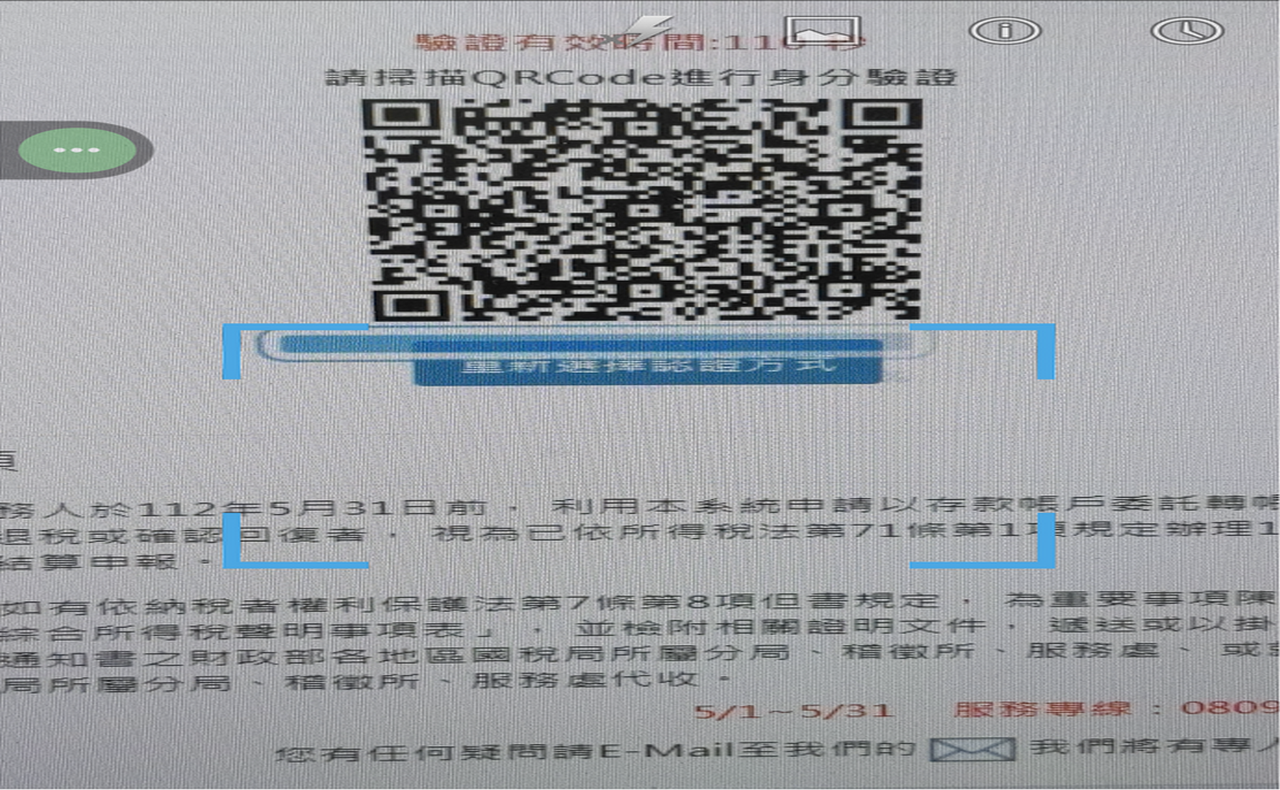 驗證有效時間:110 秒
請掃描QRCode進行身分驗證
重新選擇認證方式
務人於112年5月31日前，利用本系統申請以存款帳戶委託轉帳
退稅或確認回復者，視為已依所得稅法第71條第1項規定辦理1
結算申報。
如有依納稅者權利保護法第7條第8項但書規定，為重要事項陳
綜合所得稅聲明事項表」，並檢附相關證明文件，遞送或以掛
通知書之財政部各地區國稅局所屬分局、稽徵所、服務處、或
局所屬分局、稽徵所、服務處代收。
5/1~5/31 服務專線：0809
您有任何疑問請E-Mail至我們的 我們將有專人